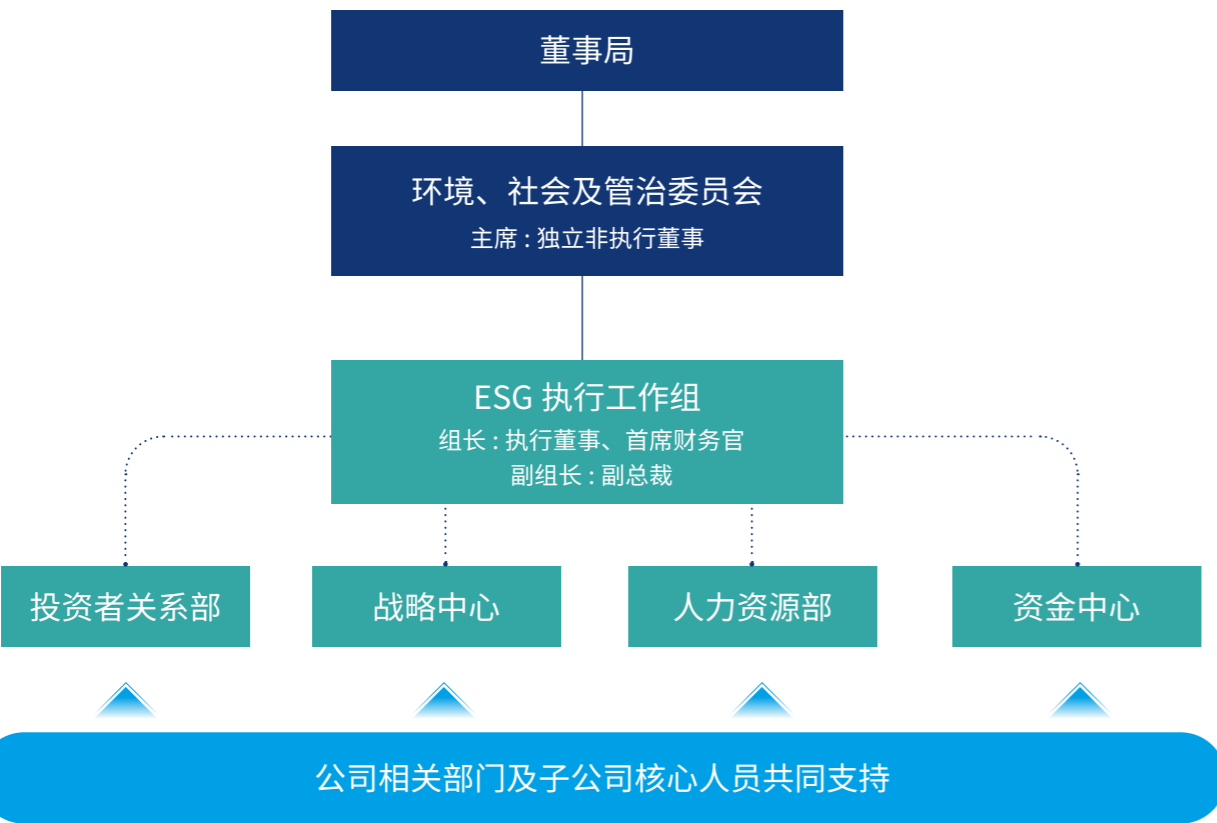 董事局
环境、社会及管治委员会
主席 : 独立非执行董事
ESG 执行工作组
组长 : 执行董事、首席财务官
副组长 : 副总裁
投资者关系部
战略中心
人力资源部
资金中心
公司相关部门及子公司核心人员共同支持